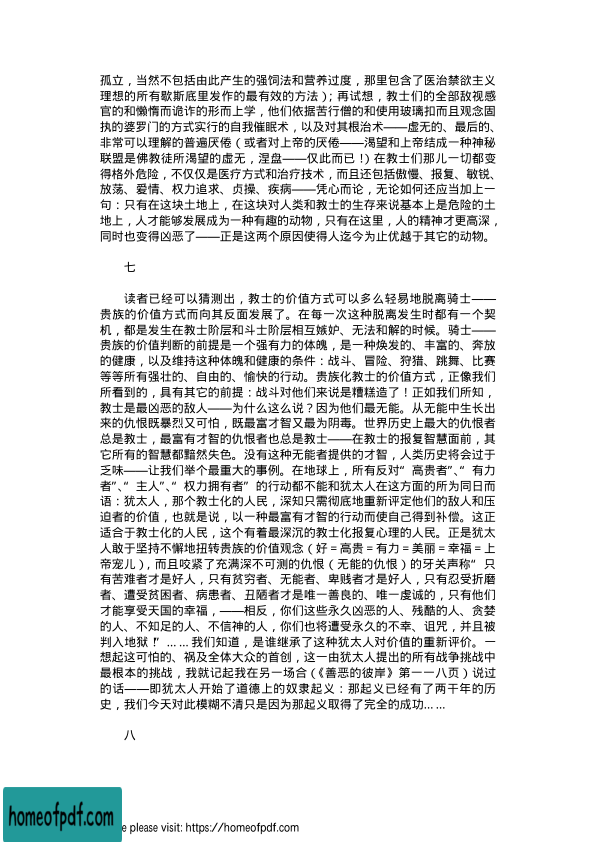 孤立，当然不包括由此产生的强饲法和营养过度，那里包含了医治禁欲主义
理想的所有歇斯底里发作的最有效的方法）；再试想，教士们的全部敌视感
官的和懒惰而诡诈的形而上学，他们依据苦行僧的和使用玻璃扣而且观念固
执的婆罗门的方式实行的自我催眠术，以及对其根治术——虚无的、最后的、
非常可以理解的普遍厌倦（或者对上帝的厌倦——渴望和上帝结成一种神秘
联盟是佛教徒所渴望的虚无，涅盘——仅此而已！）在教士们那儿一切都变
得格外危险，不仅仅是医疗方式和治疗技术，而且还包括傲慢、报复、敏锐、
放荡、爱情、权力追求、贞操、疾病——凭心而论，无论如何还应当加上一
句：只有在这块土地上，在这块对人类和教士的生存来说基本上是危险的土
地上，人才能够发展成为一种有趣的动物，只有在这里，人的精神才更高深，
同时也变得凶恶了——正是这两个原因使得人迄今为止优越于其它的动物。
七
读者已经可以猜测出，教士的价值方式可以多么轻易地脱离骑士——
贵族的价值方式而向其反面发展了。在每一次这种脱离发生时都有一个契
机，都是发生在教士阶层和斗士阶层相互嫉妒、无法和解的时候。骑士——
贵族的价值判断的前提是一个强有力的体魄，是一种焕发的、丰富的、奔放
的健康，以及维持这种体魄和健康的条件：战斗、冒险、狩猎、跳舞、比赛
等等所有强壮的、自由的、愉快的行动。贵族化教士的价值方式，正像我们
所看到的，具有其它的前提：战斗对他们来说是糟糕透了！正如我们所知，
教士是最凶恶的敌人——为什么这么说？因为他们最无能。从无能中生长出
来的仇恨既暴烈又可怕，既最富才智又最为阴毒。世界历史上最大的仇恨者
总是教士，最富有才智的仇恨者也总是教士——在教士的报复智慧面前，其
它所有的智慧都黯然失色。没有这种无能者提供的才智，人类历史将会过于
乏味——让我们举个最重大的事例。在地球上，所有反对“高贵者”、“有力
者”、“主人”、“权力拥有者”的行动都不能和犹太人在这方面的所为同日而
语：犹太人，那个教士化的人民，深知只需彻底地重新评定他们的敌人和压
迫者的价值，也就是说，以一种最富有才智的行动而使自己得到补偿。这正
适合于教士化的人民，这个有着最深沉的教士化报复心理的人民。正是犹太
人敢于坚持不懈地扭转贵族的价值观念（好＝高贵＝有力＝美丽＝幸福＝上
帝宠儿），而且咬紧了充满深不可测的仇恨（无能的仇恨）的牙关声称“只
有苦难者才是好人，只有贫穷者、无能者、卑贱者才是好人，只有忍受折磨
者、遭受贫困者、病患者、丑陋者才是唯一善良的、唯一虔诚的，只有他们
才能享受天国的幸福，——相反，你们这些永久凶恶的人、残酷的人、贪婪
的人、不知足的人、不信神的人，你们也将遭受永久的不幸、诅咒，并且被
判入地狱！”……我们知道，是谁继承了这种犹太人对价值的重新评价。一
想起这可怕的、祸及全体大众的首创，这一由犹太人提出的所有战争挑战中
最根本的挑战，我就记起我在另一场合（《善恶的彼岸》第一一八页）说过
的话——即犹太人开始了道德上的奴隶起义：那起义已经有了两千年的历
史，我们今天对此模糊不清只是因为那起义取得了完全的成功……
八
homeofpdf.com
e please visit: https://homeofpdf.com